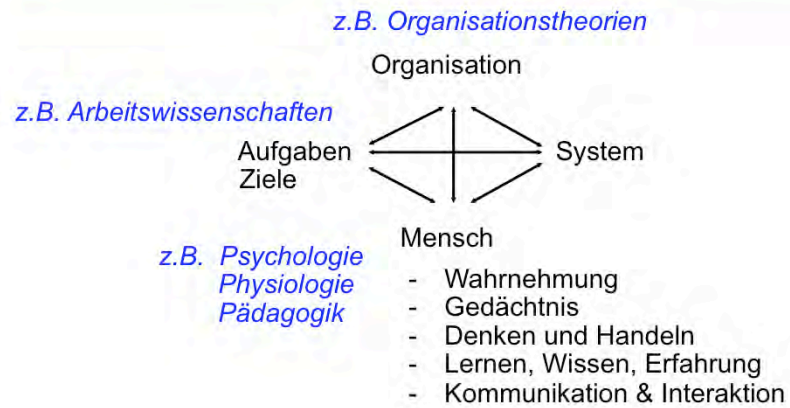 z.B. Organisationstheorien
Organisation
z.B. Arbeitswissenschaften
Aufgaben
Ziele
System
Mensch
z.B. Psychologie
Physiologie
Pädagogik
- Wahrnehmung
- Gedächtnis
- Denken und Handeln
- Lernen, Wissen, Erfahrung
- Kommunikation & Interaktion